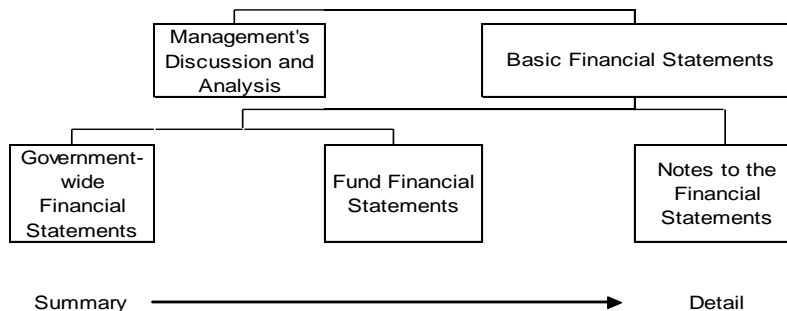 Management's
Discussion and
Analysis
Basic Financial Statements
Government-
wide
Financial
Statements
Fund Financial
Statements
Notes to the
Financial
Statements
Summary
Detail